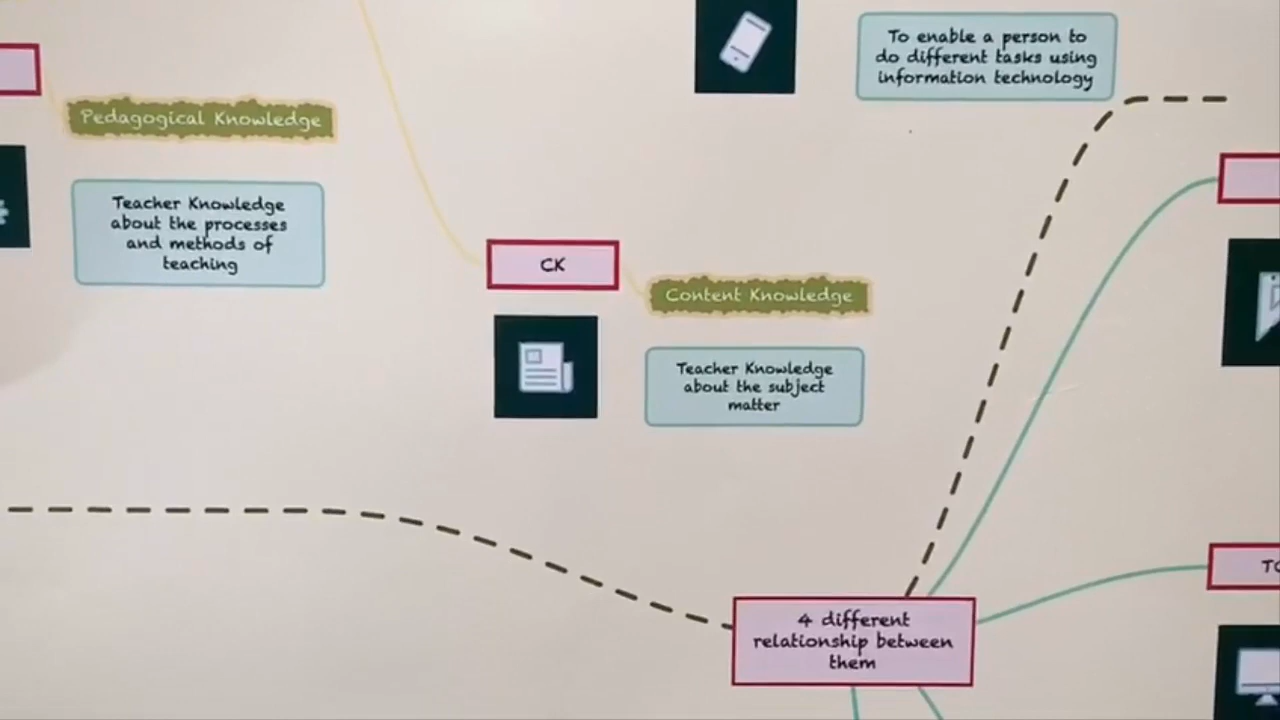 To enable a person to
do different tasks using
information technology
Pedagogical Knowledge
Teacher Knowledge
about the processes
and methods of
teaching
CK
Content Knowledge
Teacher Knowledge
about the subject
matter
4 different
relationship between
them